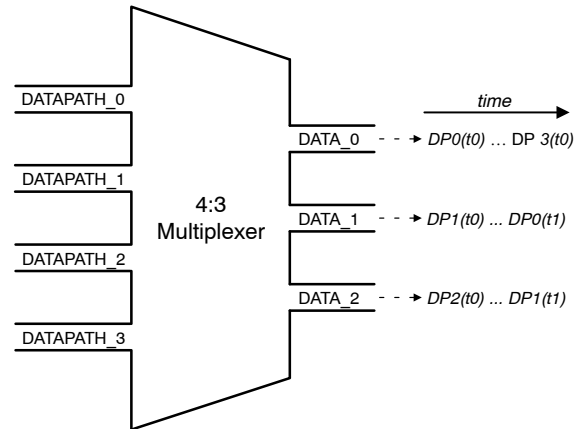 time
DATAPATH_0
DATA_0
DP0(t0) … DP 3(t0)
DATAPATH_1
4:3
Multiplexer
DATA_1
DP1(t0) ... DP0(t1)
DATAPATH_2
DATA_2
DP2(t0) ... DP1(t1)
DATAPATH_3